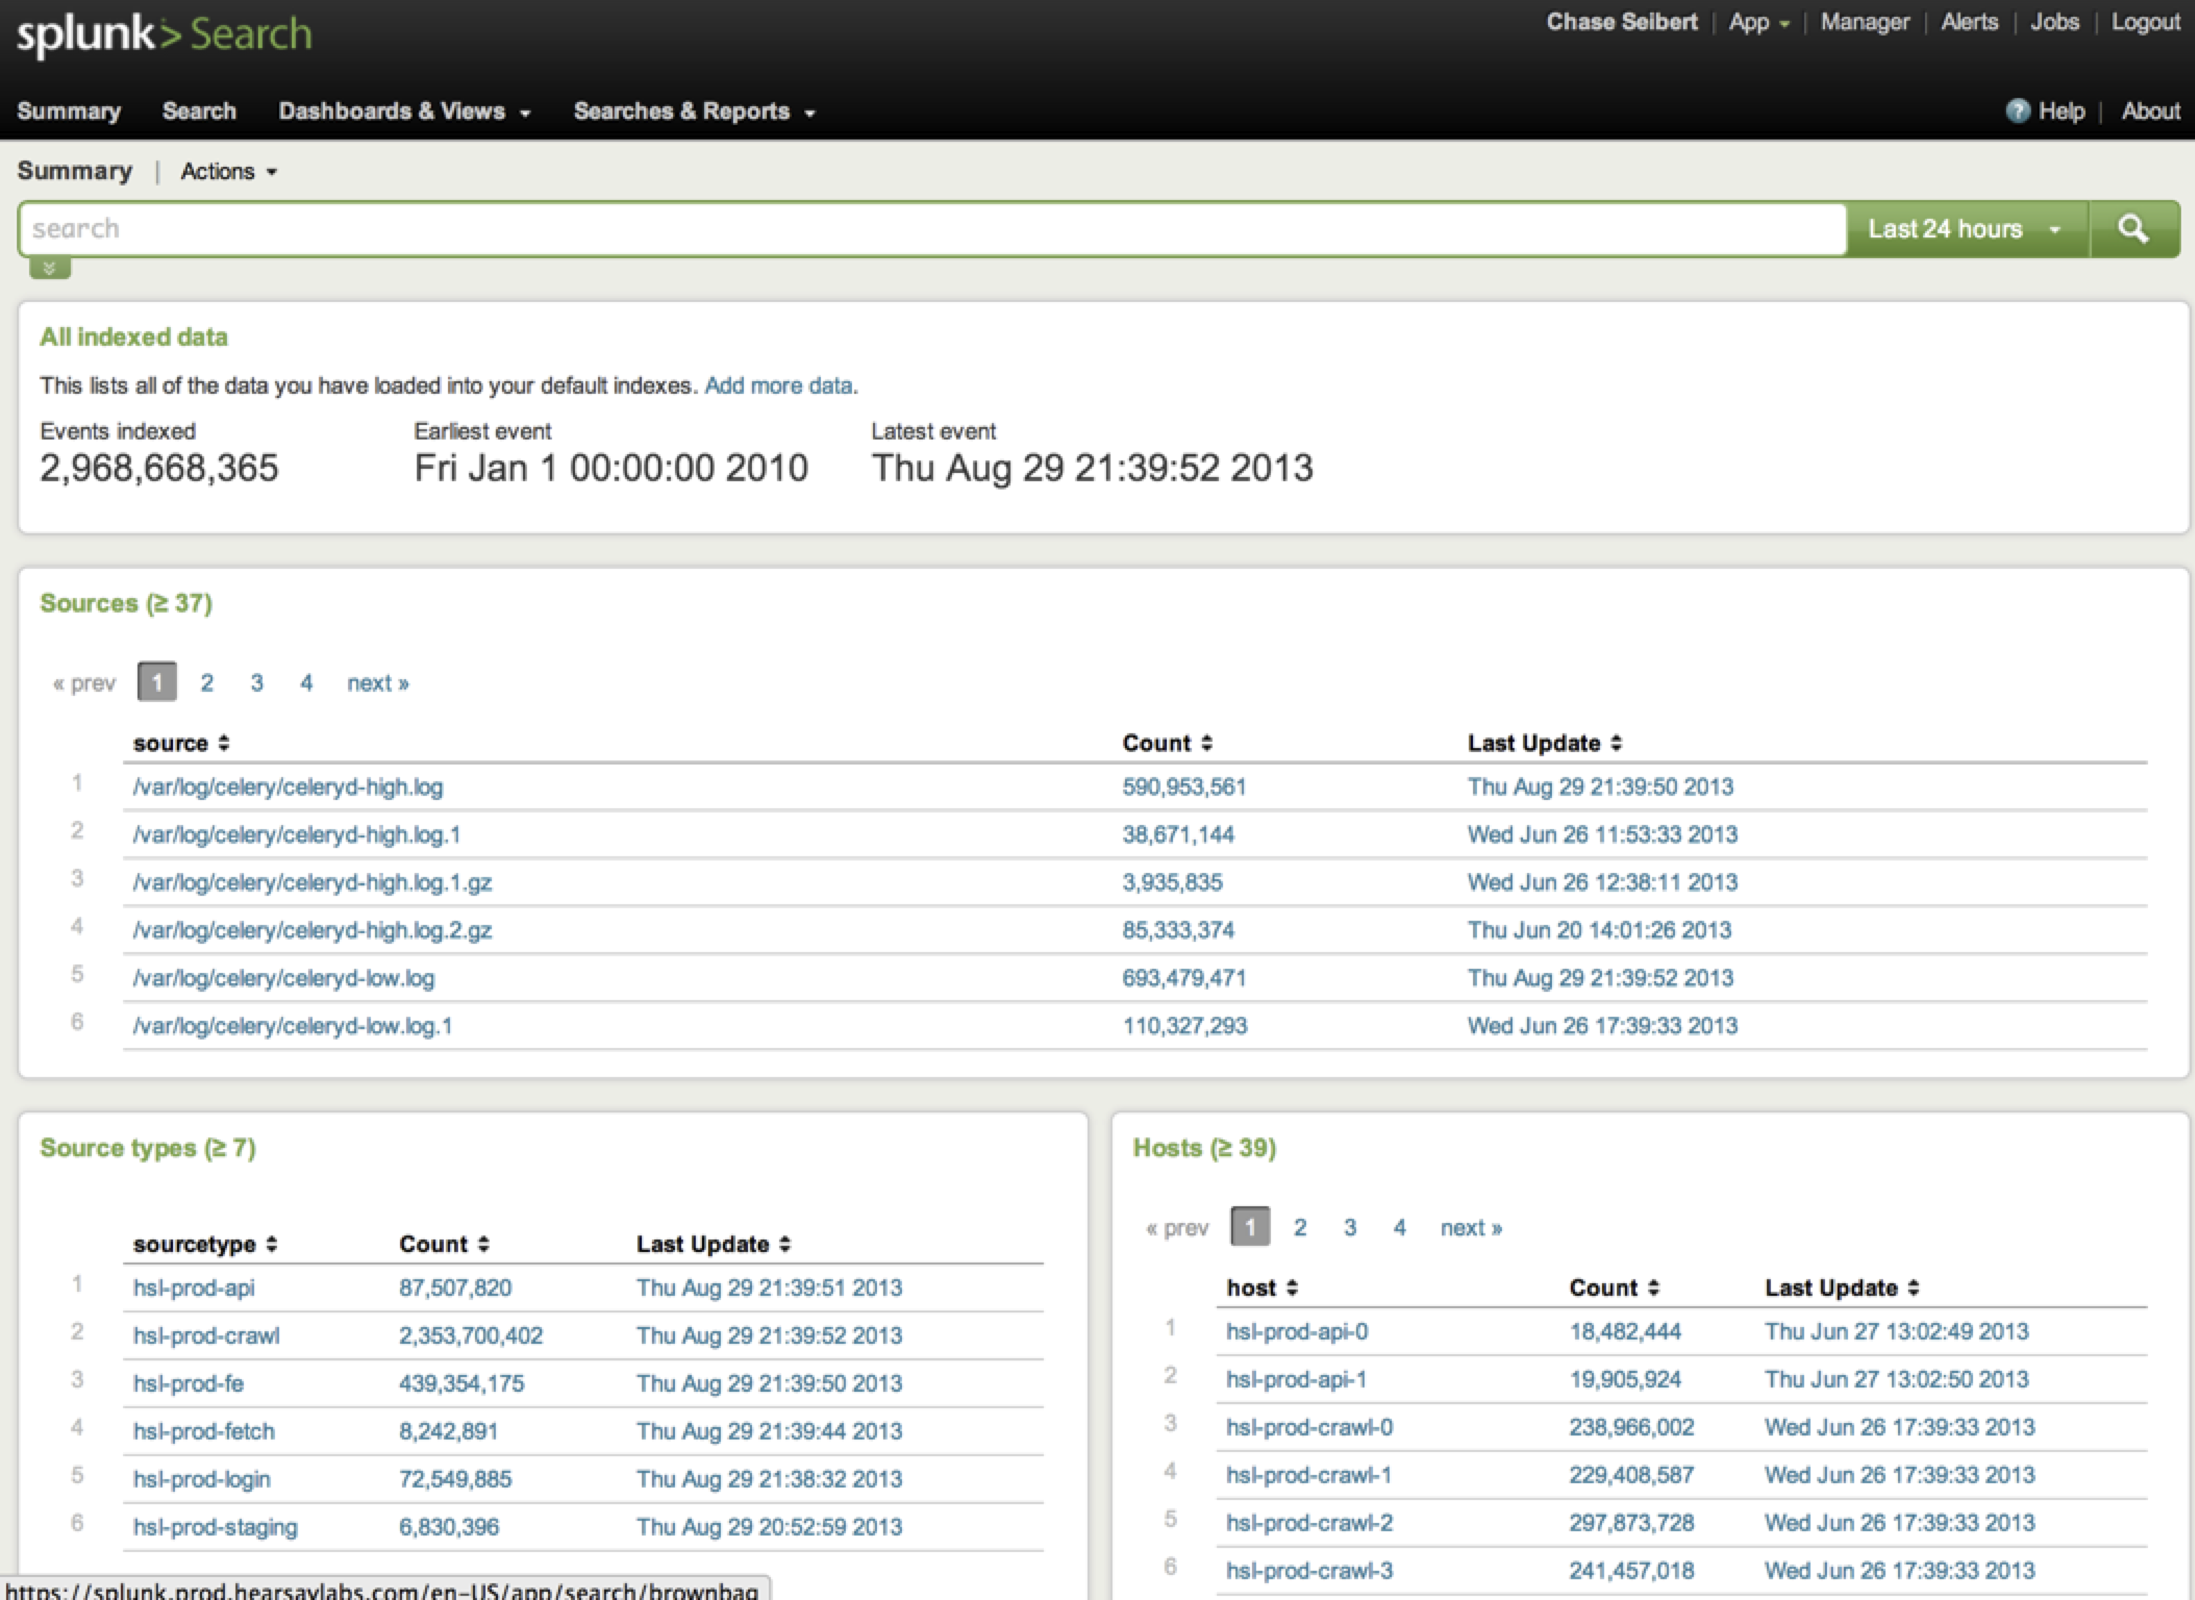 splunk> Search
Chase Seibert | App | Manager | Alerts | Jobs | Logout
Summary Search Dashboards & Views Searches & Reports
? Help | About
Summary | Actions
search
Last 24 hours
All indexed data
This lists all of the data you have loaded into your default indexes. Add more data.
Events indexed Earliest event Latest event
2,968,668,365 Fri Jan 1 00:00:00 2010 Thu Aug 29 21:39:52 2013
Sources (≥ 37)
« prev 1 2 3 4 next »
source Count Last Update
1 /var/log/celery/celeryd-high.log 590,953,561 Thu Aug 29 21:39:50 2013
2 /var/log/celery/celeryd-high.log.1 38,671,144 Wed Jun 26 11:53:33 2013
3 /var/log/celery/celeryd-high.log.1.gz 3,935,835 Wed Jun 26 12:38:11 2013
4 /var/log/celery/celeryd-high.log.2.gz 85,333,374 Thu Jun 20 14:01:26 2013
5 /var/log/celery/celeryd-low.log 693,479,471 Thu Aug 29 21:39:52 2013
6 /var/log/celery/celeryd-low.log.1 110,327,293 Wed Jun 26 17:39:33 2013
Source types (≥ 7)
sourcetype Count Last Update
1 hsl-prod-api 87,507,820 Thu Aug 29 21:39:51 2013
2 hsl-prod-crawl 2,353,700,402 Thu Aug 29 21:39:52 2013
3 hsl-prod-fe 439,354,175 Thu Aug 29 21:39:50 2013
4 hsl-prod-fetch 8,242,891 Thu Aug 29 21:39:44 2013
5 hsl-prod-login 72,549,885 Thu Aug 29 21:38:32 2013
6 hsl-prod-staging 6,830,396 Thu Aug 29 20:52:59 2013
Hosts (≥ 39)
« prev 1 2 3 4 next »
host Count Last Update
1 hsl-prod-api-0 18,482,444 Thu Jun 27 13:02:49 2013
2 hsl-prod-api-1 19,905,924 Thu Jun 27 13:02:50 2013
3 hsl-prod-crawl-0 238,966,002 Wed Jun 26 17:39:33 2013
4 hsl-prod-crawl-1 229,408,587 Wed Jun 26 17:39:33 2013
5 hsl-prod-crawl-2 297,873,728 Wed Jun 26 17:39:33 2013
6 hsl-prod-crawl-3 241,457,018 Wed Jun 26 17:39:33 2013
https://splunk.prod.hearsaylabs.com/en-US/app/search/brownbag